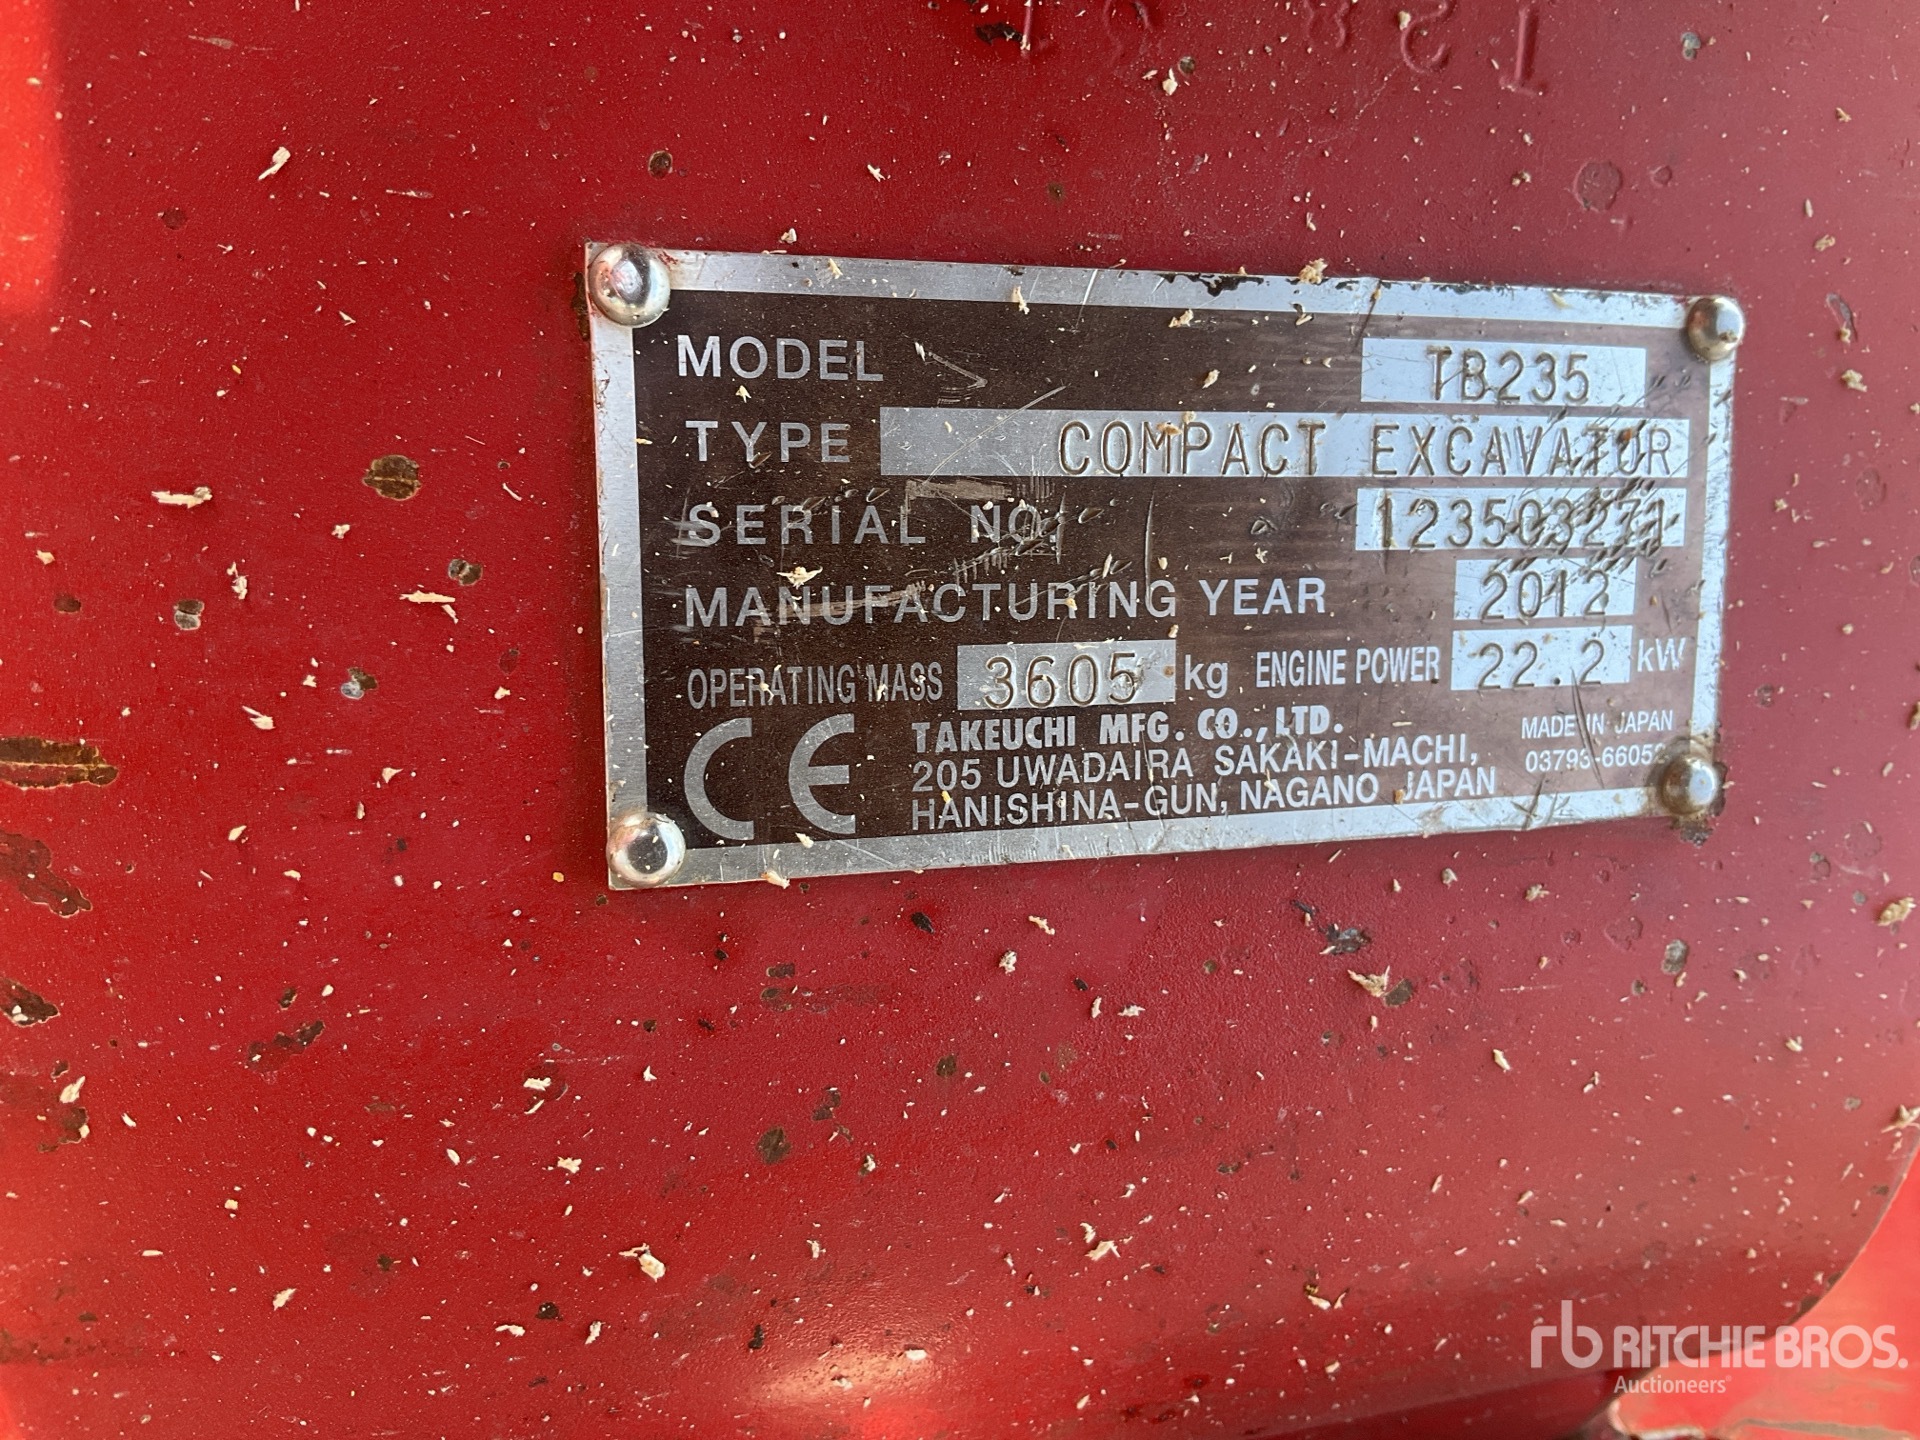 MODEL TB235
TYPE COMPACT EXCAVATOR
SERIAL NO. 123503271
MANUFACTURING YEAR 2012
OPERATING MASS 3605 kg ENGINE POWER 22.2 kW
CE
TAKEUCHI MFG. CO.,LTD.
205 UWADAIRA SAKAKI-MACHI,
HANISHINA-GUN, NAGANO JAPAN
MADE IN JAPAN
rb RITCHIE BROS.
Auctioneers